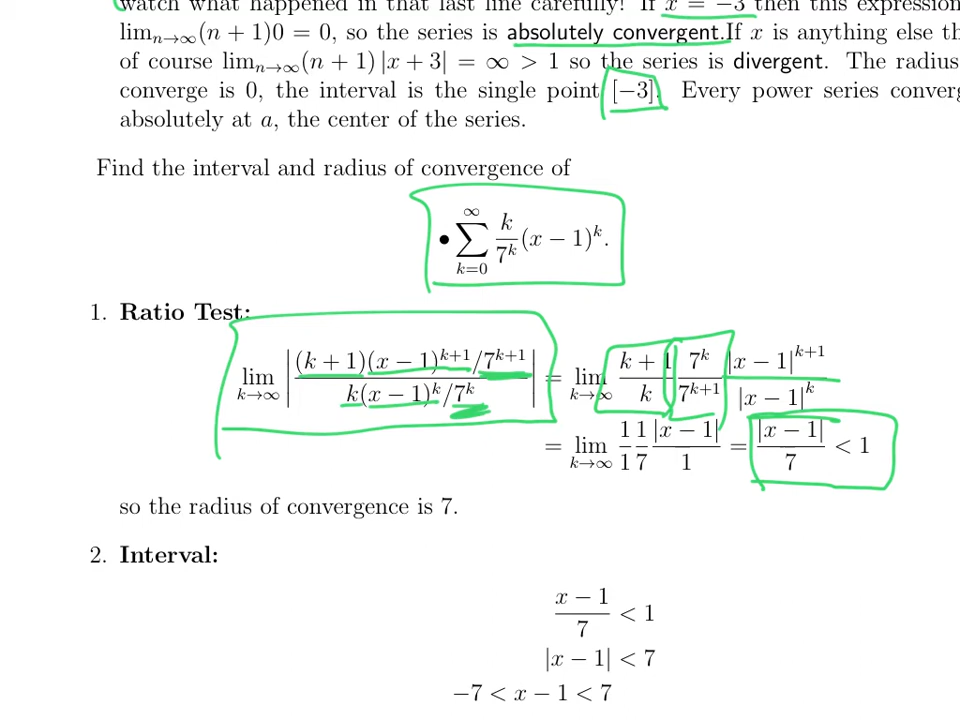 watch what happened in that last line carefully! If x = −3 then this expression
lim_{n→∞}(n + 1)0 = 0, so the series is absolutely convergent.If x is anything else th
of course lim_{n→∞}(n + 1) |x + 3| = ∞ > 1 so the series is divergent. The radius
converge is 0, the interval is the single point [−3]. Every power series converg
absolutely at a, the center of the series.
Find the interval and radius of convergence of
• ∑_{k=0}^{∞} k/7^k (x − 1)^k.
1. Ratio Test:
lim_{k→∞} |((k + 1)(x − 1)^{k+1}/7^{k+1})/(k(x − 1)^k/7^k)| = lim_{k→∞} (k + 1)/k 7^k/7^{k+1} |x − 1|^{k+1}/|x − 1|^k
= lim_{k→∞} 1/1 1/7 |x − 1|/1 = |x − 1|/7 < 1
so the radius of convergence is 7.
2. Interval:
(x − 1)/7 < 1
|x − 1| < 7
−7 < x − 1 < 7